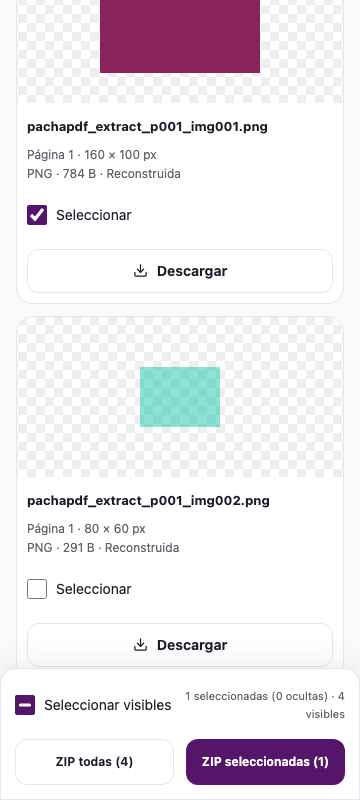 pachapdf_extract_p001_img001.png
Página 1 · 160 × 100 px
PNG · 784 B · Reconstruida
Seleccionar
Descargar
pachapdf_extract_p001_img002.png
Página 1 · 80 × 60 px
PNG · 291 B · Reconstruida
Seleccionar
Descargar
Seleccionar visibles
1 seleccionadas (0 ocultas) · 4
visibles
ZIP todas (4)
ZIP seleccionadas (1)